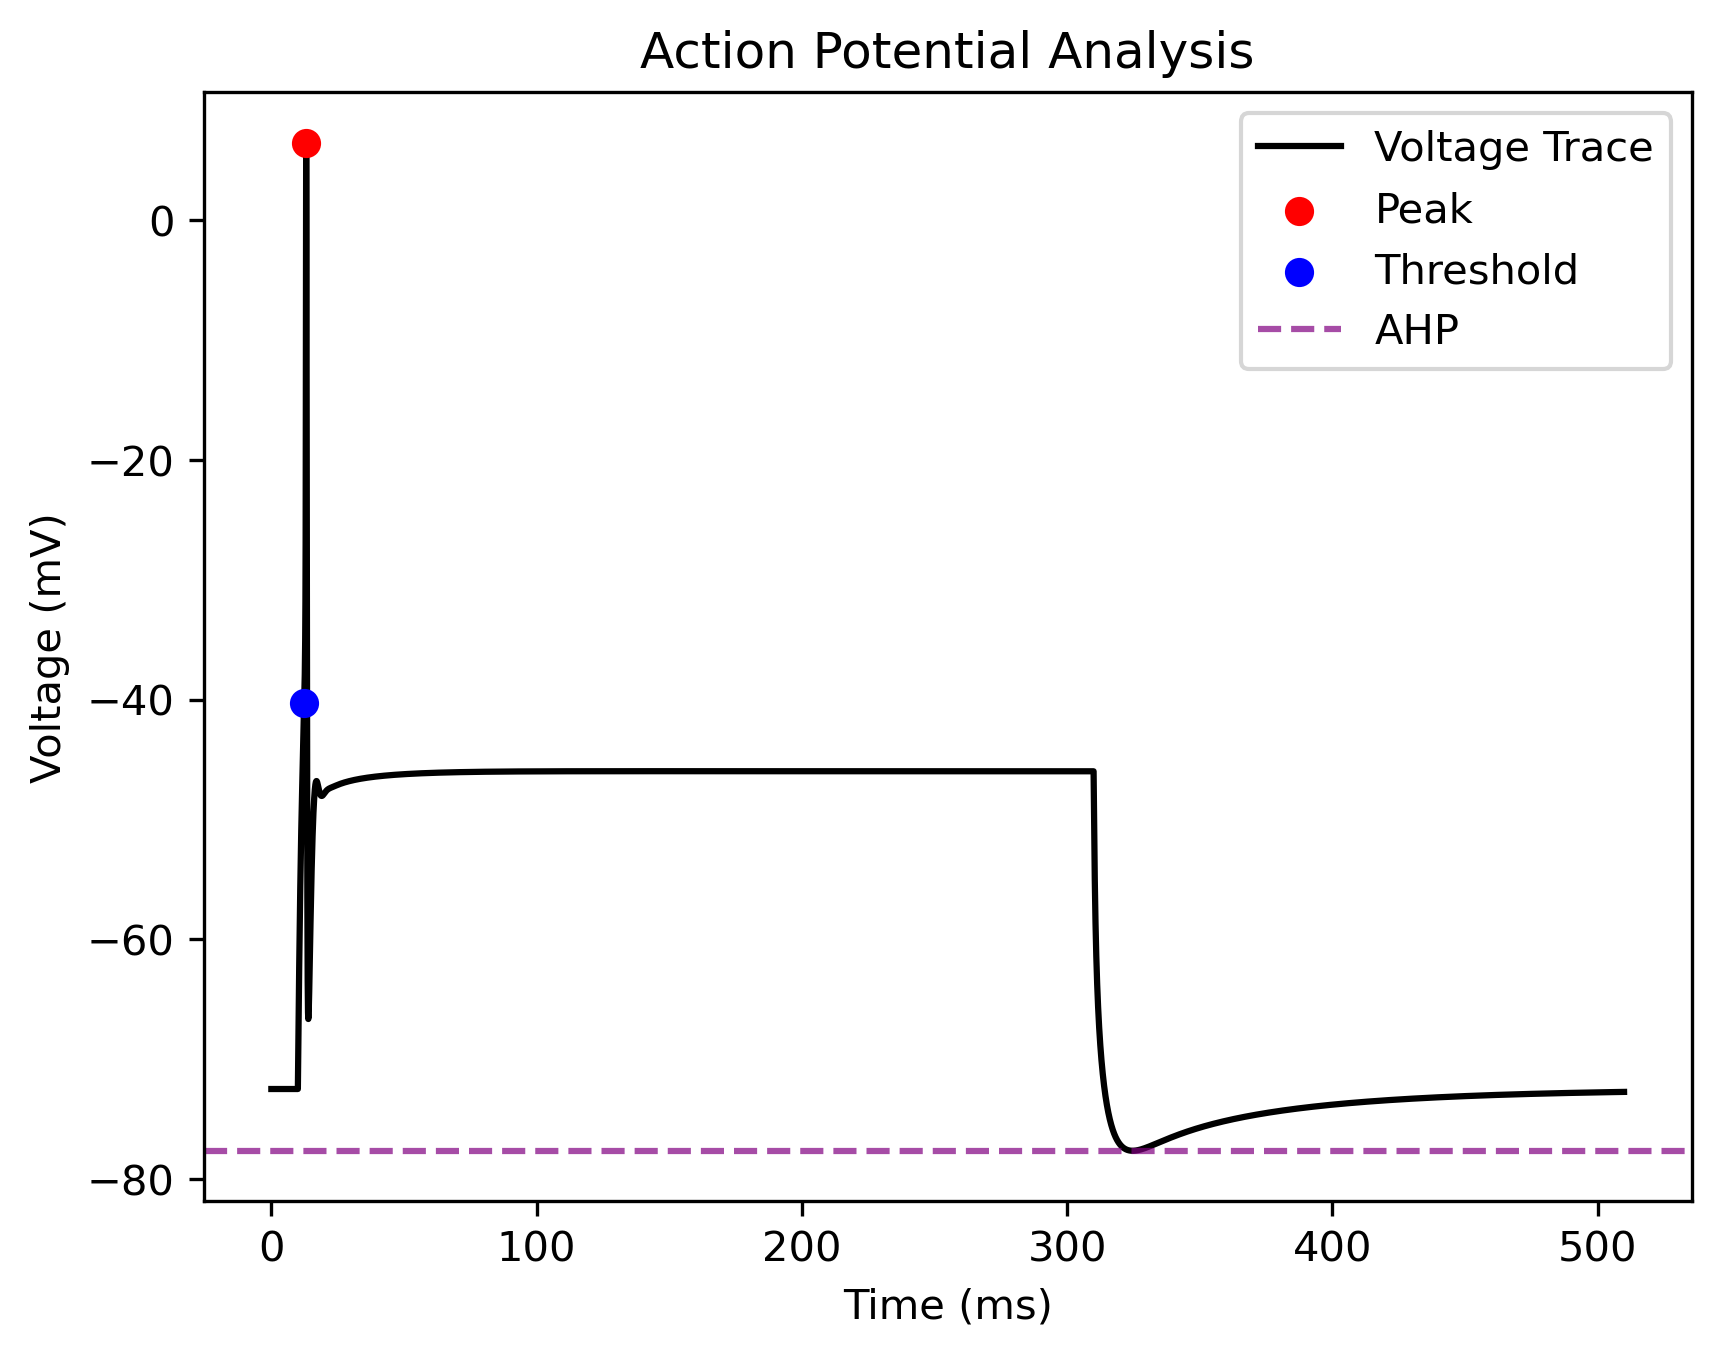 Action Potential Analysis
Voltage Trace
Peak
Threshold
AHP
Voltage (mV)
0
−20
−40
−60
−80
0 100 200 300 400 500
Time (ms)